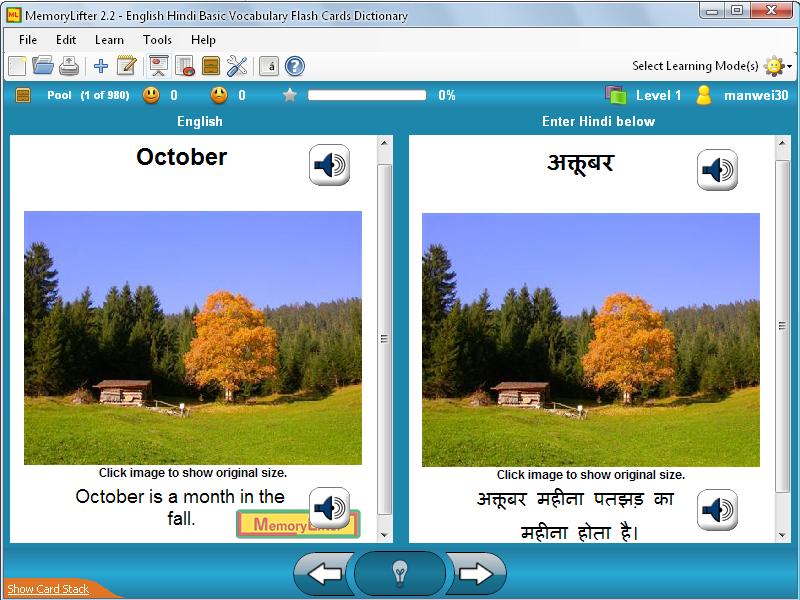 MemoryLifter 2.2 - English Hindi Basic Vocabulary Flash Cards Dictionary
File Edit Learn Tools Help
á ? Select Learning Mode(s)
Pool (1 of 980) 0 0 0% Level 1 manwei30
English
Enter Hindi below
October
Click image to show original size.
October is a month in the
fall.
अक्तूबर
Click image to show original size.
अक्तूबर महीना पतझड़ का
महीना होता है।
Show Card Stack